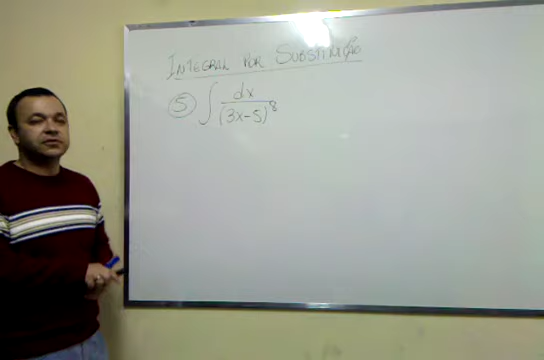 INTEGRAL POR SUBSTITUIÇÃO
5 ∫ dx
(3x-5)^8